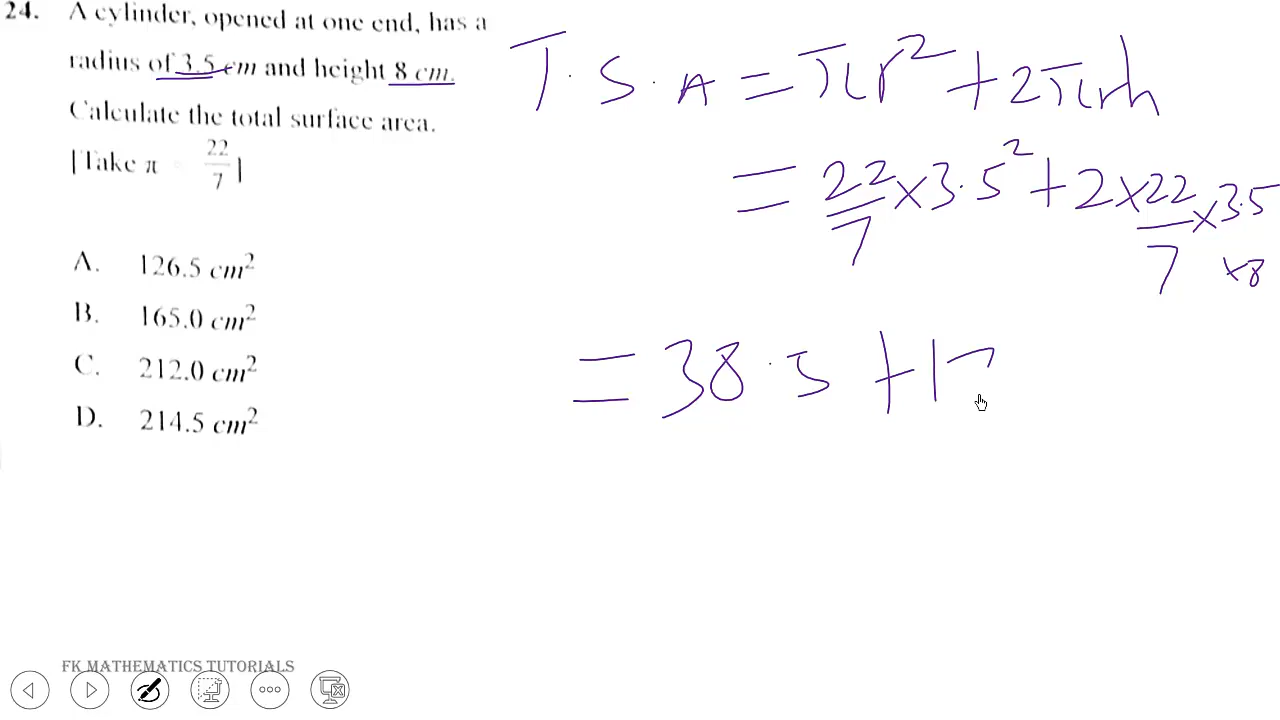 24. A cylinder, opened at one end, has a
radius of 3.5 cm and height 8 cm.
Calculate the total surface area.
[Take π 22/7]
A. 126.5 cm²
B. 165.0 cm²
C. 212.0 cm²
D. 214.5 cm²
T.S.A = πr² + 2πrh
= 22/7 × 3.5² + 2 × 22/7 × 3.5
×8
= 38.5 + 17
FK MATHEMATICS TUTORIALS